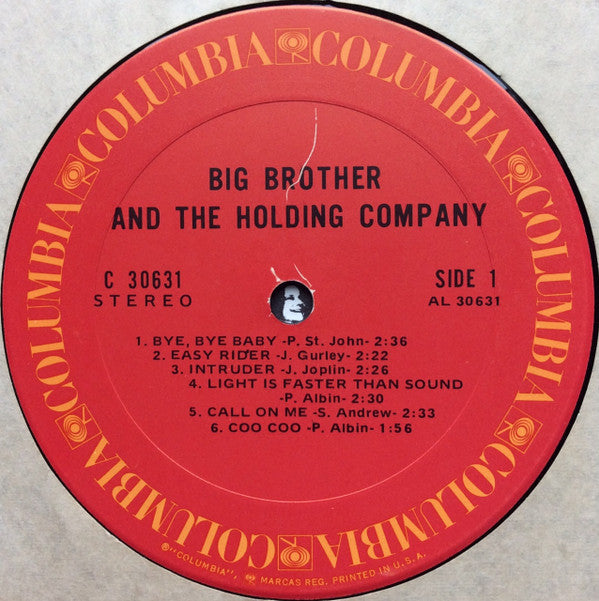 COLUMBIA COLUMBIA COLUMBIA COLUMBIA COLUMBIA COLUMBIA COLUMBIA COLUMBIA
BIG BROTHER
AND THE HOLDING COMPANY
C 30631 SIDE 1
STEREO AL 30631
1. BYE, BYE BABY -P. St. John- 2:36
2. EASY RIDER -J. Gurley- 2:22
3. INTRUDER -J. Joplin- 2:26
4. LIGHT IS FASTER THAN SOUND
-P. Albin- 2:30
5. CALL ON ME -S. Andrew- 2:33
6. COO COO -P. Albin- 1:56
®"COLUMBIA", MARCAS REG. PRINTED IN U.S.A.